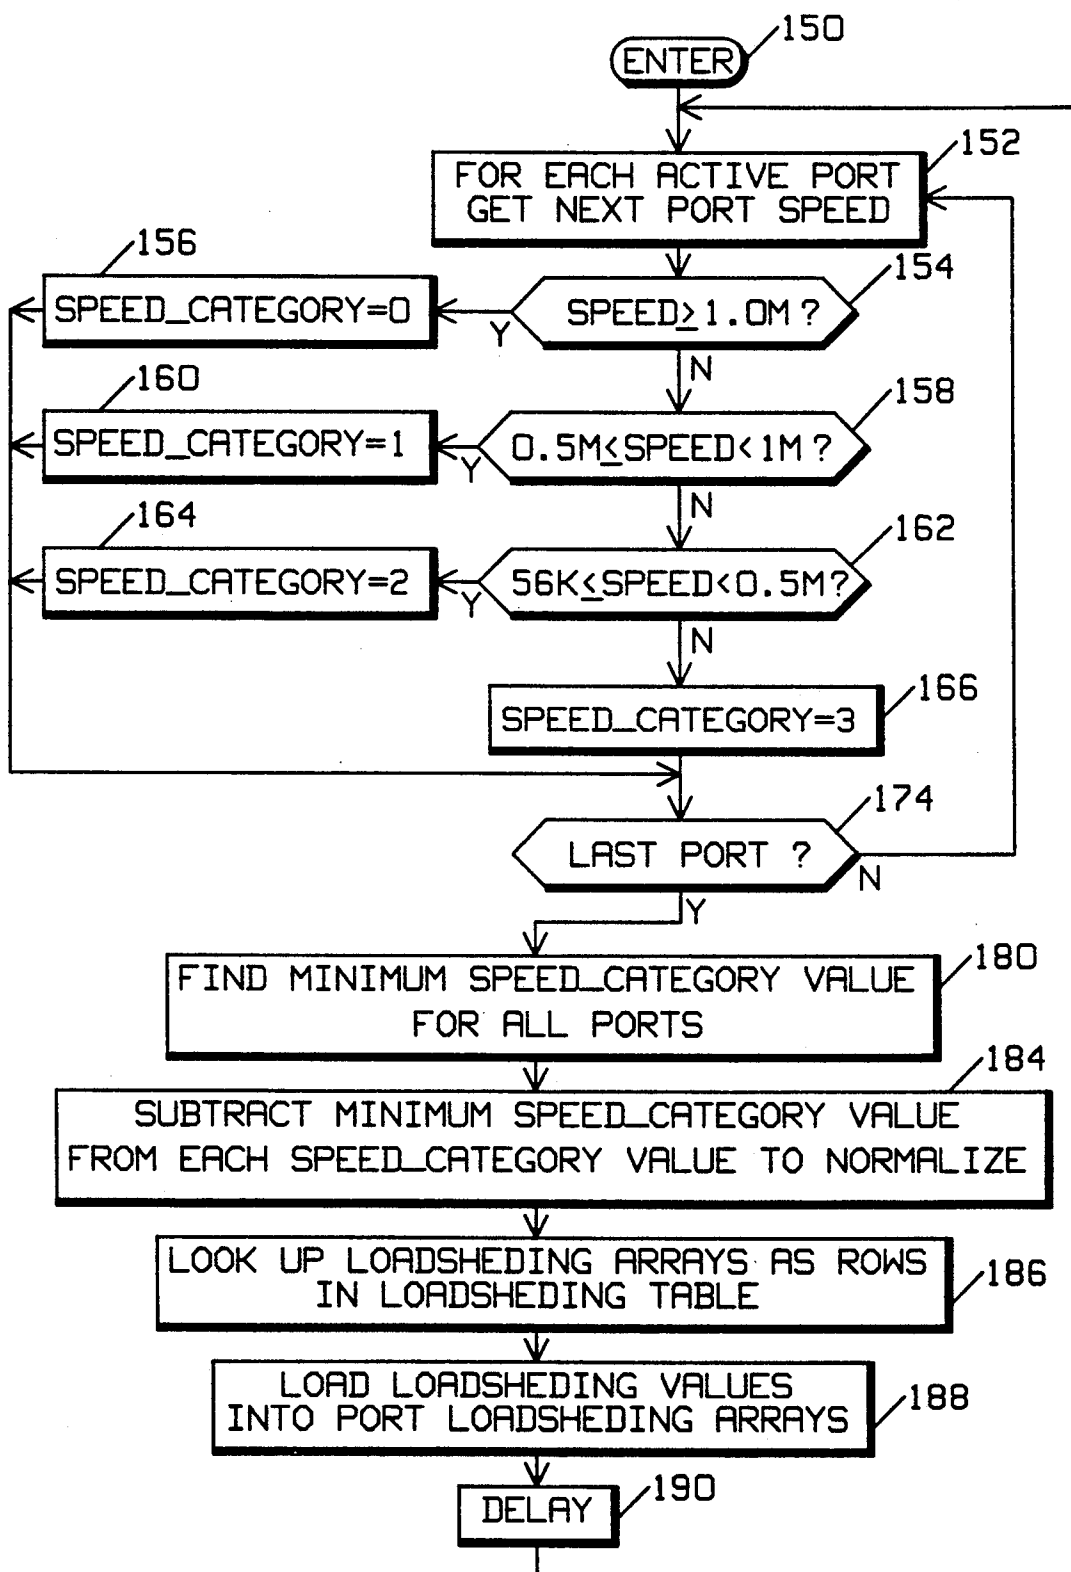 150
ENTER
152
FOR EACH ACTIVE PORT
GET NEXT PORT SPEED
156
154
SPEED_CATEGORY=0
Y
SPEED≥1.0M ?
N
160
158
SPEED_CATEGORY=1
Y
0.5M≤SPEED<1M ?
N
164
162
SPEED_CATEGORY=2
Y
56K≤SPEED<0.5M?
N
166
SPEED_CATEGORY=3
174
LAST PORT ?
N
Y
180
FIND MINIMUM SPEED_CATEGORY VALUE
FOR ALL PORTS
184
SUBTRACT MINIMUM SPEED_CATEGORY VALUE
FROM EACH SPEED_CATEGORY VALUE TO NORMALIZE
LOOK UP LOADSHEDING ARRAYS AS ROWS
IN LOADSHEDING TABLE
186
LOAD LOADSHEDING VALUES
INTO PORT LOADSHEDING ARRAYS
188
DELAY
190